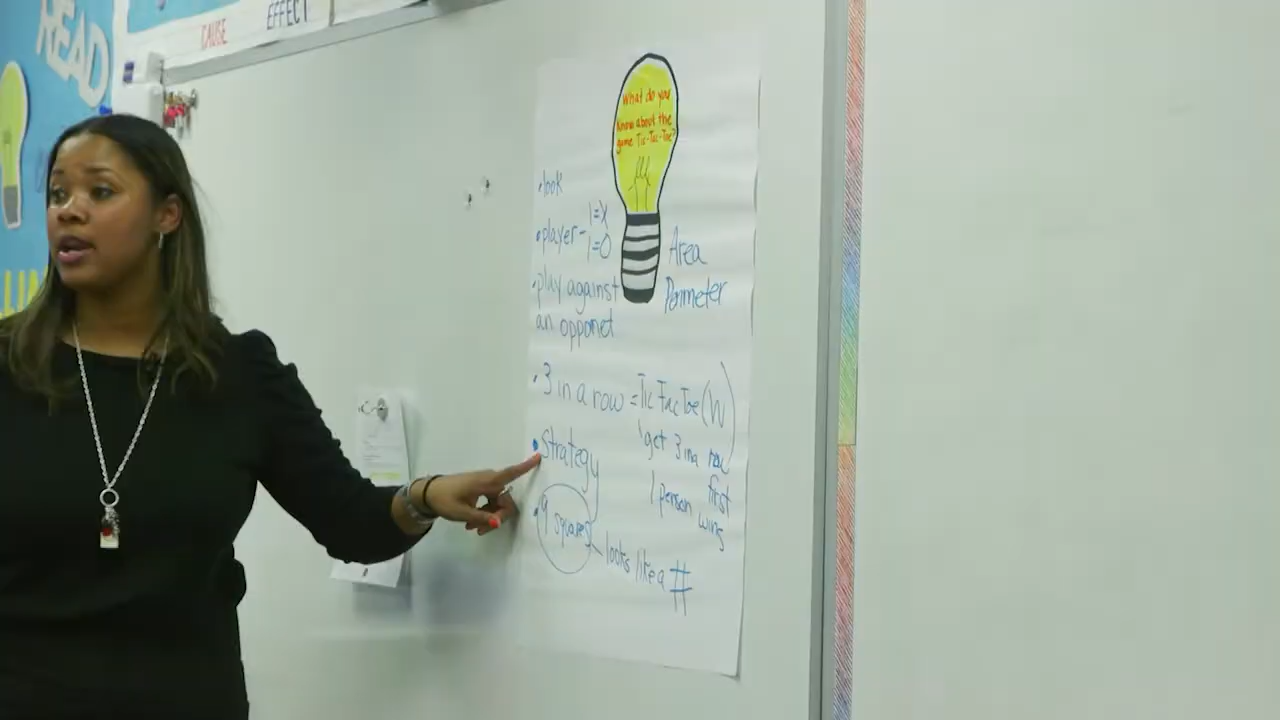 READ
CAUSE
EFFECT
What do you
know about the
game Tic-Tac-Toe?
•look
•player- 1=X
1=O
•play against
an opponet
Area
Perimeter
•3 in a row = Tic Tac Toe (W)
get 3 in a row
first
1 person wins
•Strategy
•9 squares
looks like a #